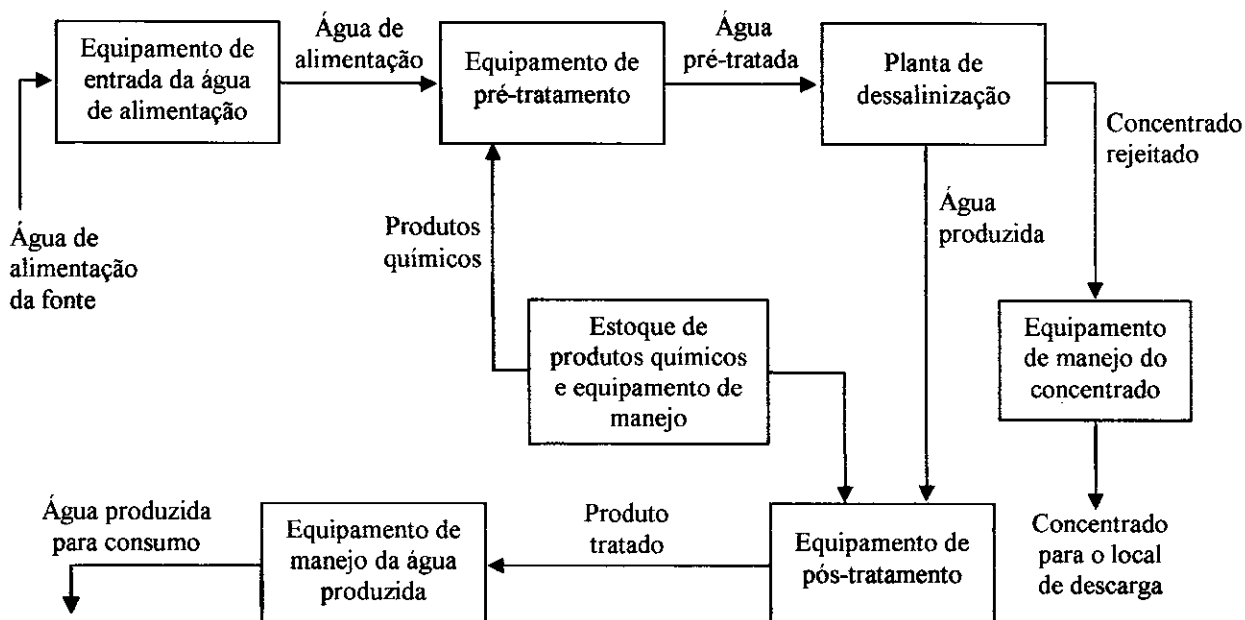 Equipamento de
entrada da água
de alimentação
Água de
alimentação
Equipamento de
pré-tratamento
Água
pré-tratada
Planta de
dessalinização
Concentrado
rejeitado
Água de
alimentação
da fonte
Produtos
químicos
Água
produzida
Estoque de
produtos químicos
e equipamento de
manejo
Equipamento
de manejo do
concentrado
Água produzida
para consumo
Equipamento de
manejo da água
produzida
Produto
tratado
Equipamento de
pós-tratamento
Concentrado
para o local
de descarga